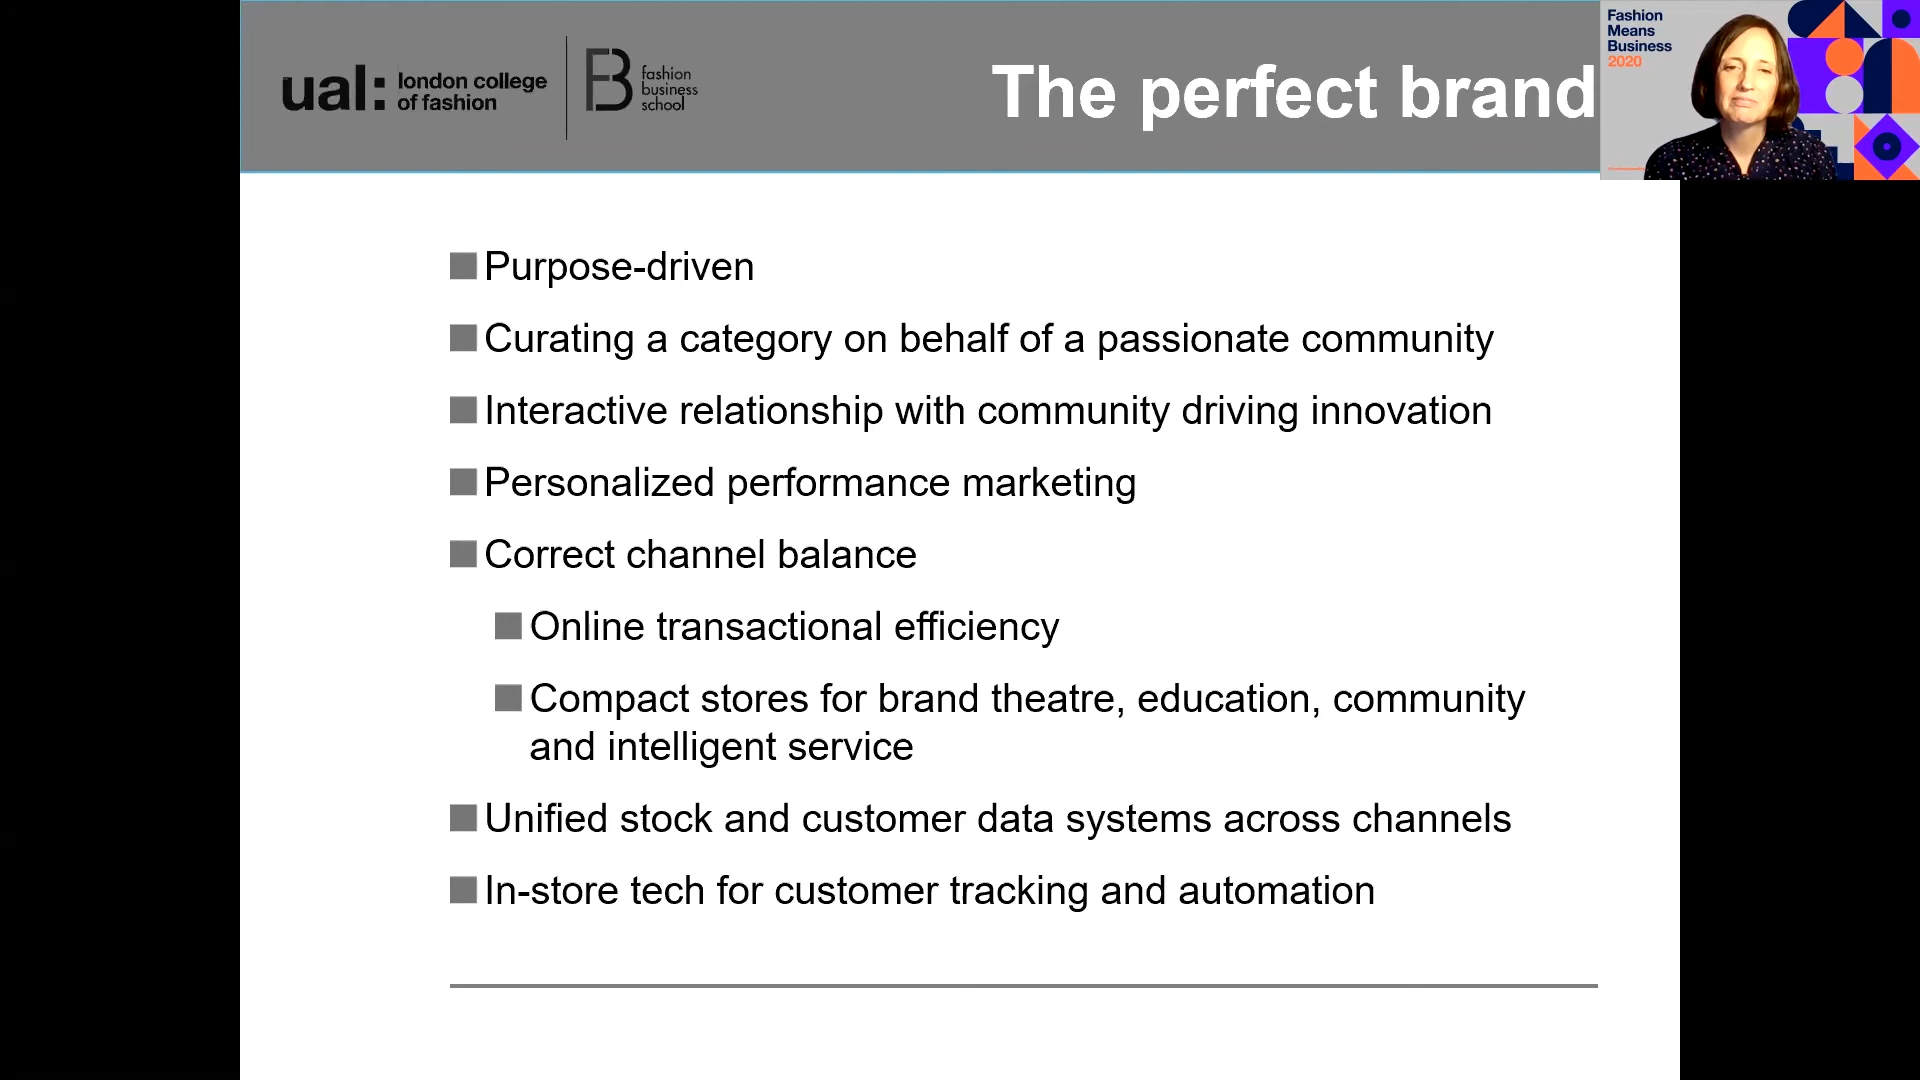 ual: london college
of fashion
fashion
business
school
The perfect brand
Fashion
Means
Business
2020
Purpose-driven
Curating a category on behalf of a passionate community
Interactive relationship with community driving innovation
Personalized performance marketing
Correct channel balance
Online transactional efficiency
Compact stores for brand theatre, education, community
and intelligent service
Unified stock and customer data systems across channels
In-store tech for customer tracking and automation